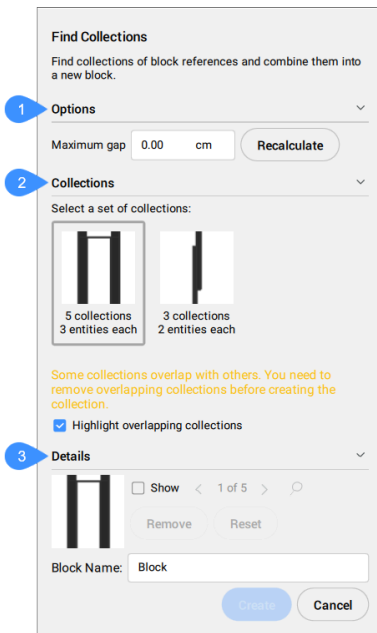 Find Collections
Find collections of block references and combine them into
a new block.
1
Options
Maximum gap 0.00 cm Recalculate
2
Collections
Select a set of collections:
5 collections 3 collections
3 entities each 2 entities each
Some collections overlap with others. You need to
remove overlapping collections before creating the
collection.
Highlight overlapping collections
3
Details
Show < 1 of 5 >
Remove Reset
Block Name: Block
Create Cancel